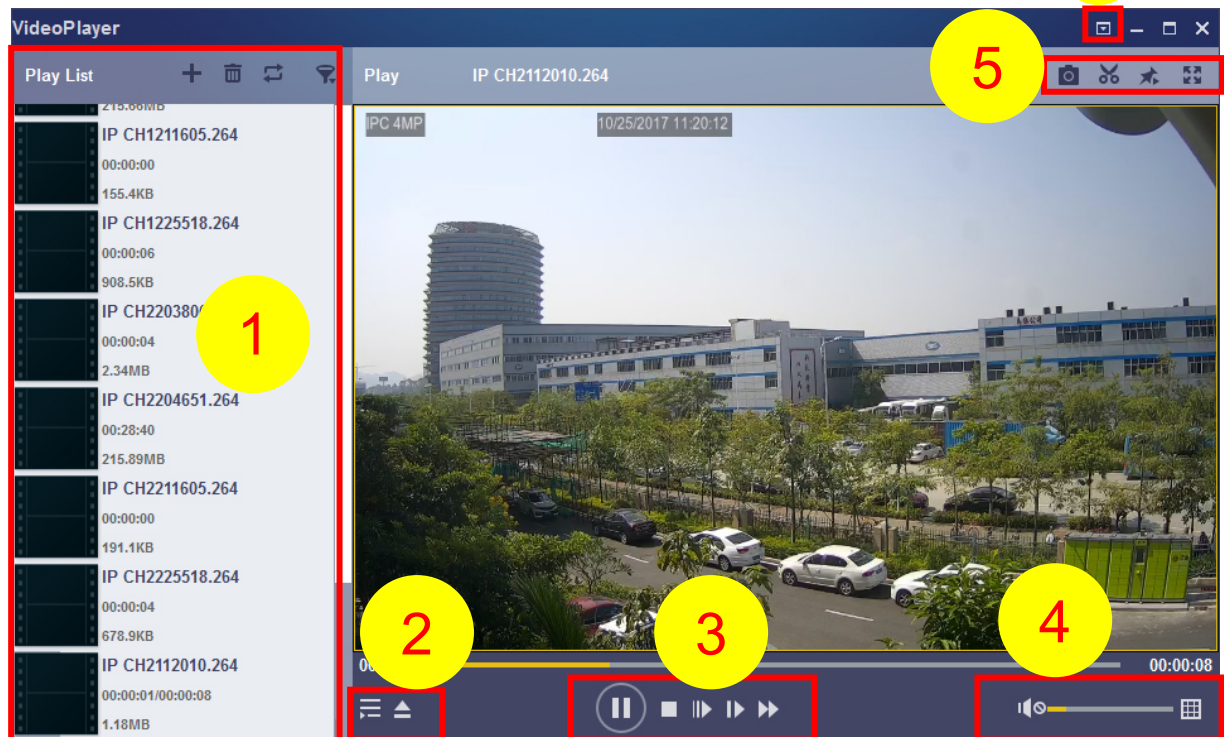 VideoPlayer
5
Play List
Play
IP CH2112010.264
215.66MB
IP CH1211605.264
00:00:00
155.4KB
IP CH1225518.264
00:00:06
908.5KB
00:00:04
2.34MB
IP CH2204651.264
00:28:40
215.89MB
IP CH2211605.264
00:00:00
191.1KB
IP CH2225518.264
00:00:04
678.9KB
IP CH2112010.264
00:00:01/00:00:08
1.18MB
1
IPC 4MP
10/25/2017 11:20:12
2
3
4
00:00:08